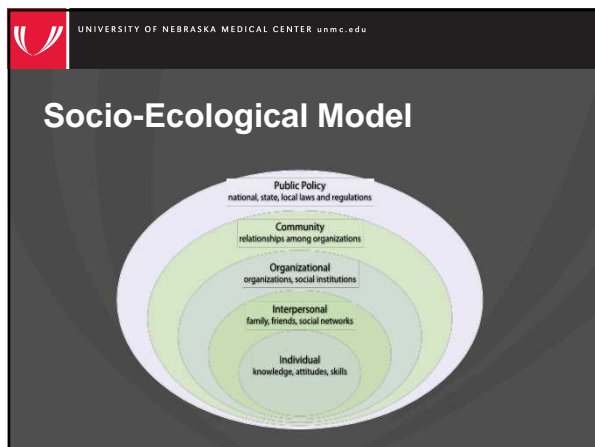 UNIVERSITY OF NEBRASKA MEDICAL CENTER unmc.edu
Socio-Ecological Model
Public Policy
national, state, local laws and regulations
Community
relationships among organizations
Organizational
organizations, social institutions
Interpersonal
family, friends, social networks
Individual
knowledge, attitudes, skills